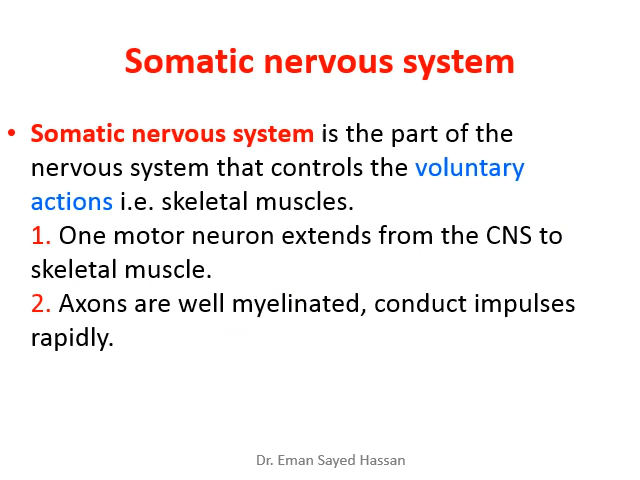 Somatic nervous system
• Somatic nervous system is the part of the
nervous system that controls the voluntary
actions i.e. skeletal muscles.
1. One motor neuron extends from the CNS to
skeletal muscle.
2. Axons are well myelinated, conduct impulses
rapidly.
Dr. Eman Sayed Hassan